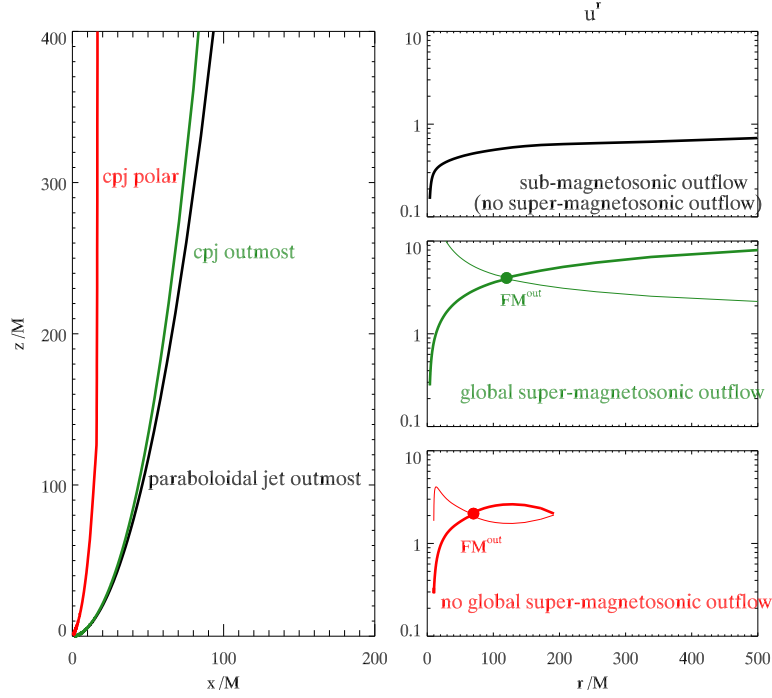 u^r
400
300
200
100
0
z /M
cpj polar
cpj outmost
paraboloidal jet outmost
0
100
200
x /M
10
1
0.1
sub-magnetosonic outflow
(no super-magnetosonic outflow)
10
1
0.1
FM^out
global super-magnetosonic outflow
10
1
0.1
FM^out
no global super-magnetosonic outflow
0
100
200
300
400
500
r /M